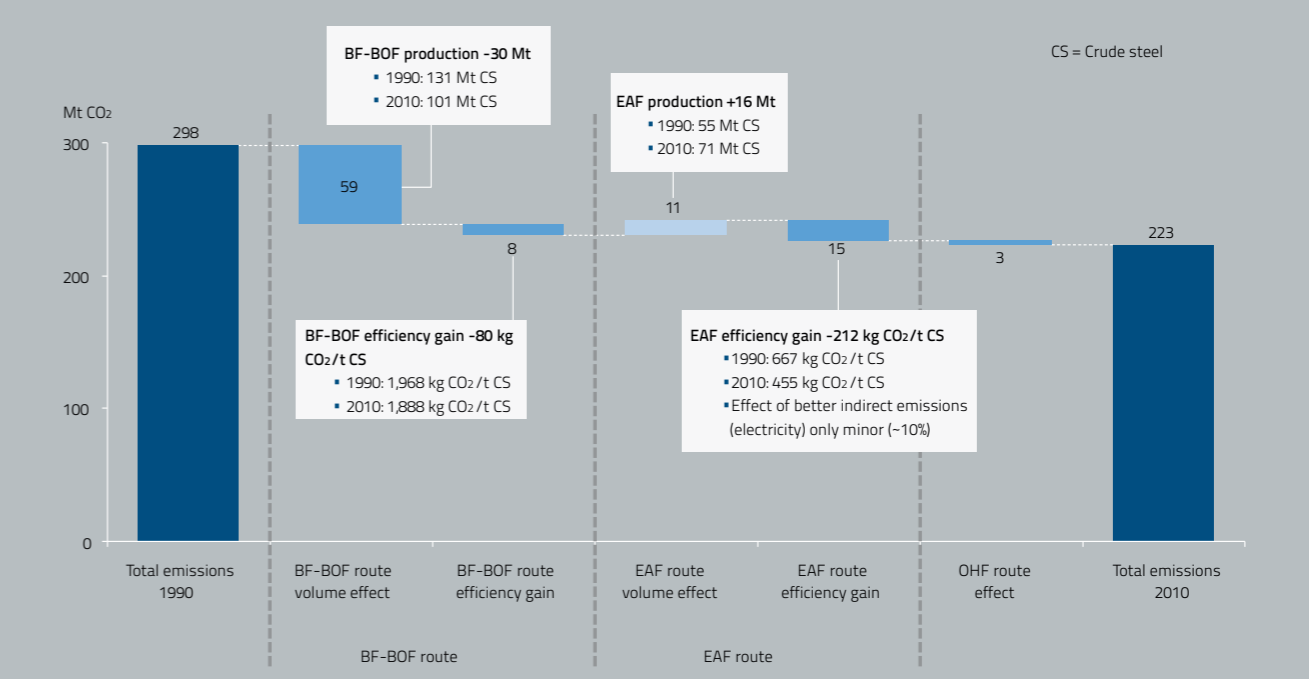 BF-BOF production -30 Mt
▪ 1990: 131 Mt CS
▪ 2010: 101 Mt CS
CS = Crude steel
EAF production +16 Mt
▪ 1990: 55 Mt CS
▪ 2010: 71 Mt CS
Mt CO₂
300
200
100
0
298
59
8
11
15
3
223
BF-BOF efficiency gain -80 kg
CO₂/t CS
▪ 1990: 1,968 kg CO₂/t CS
▪ 2010: 1,888 kg CO₂/t CS
EAF efficiency gain -212 kg CO₂/t CS
▪ 1990: 667 kg CO₂/t CS
▪ 2010: 455 kg CO₂/t CS
▪ Effect of better indirect emissions
(electricity) only minor (~10%)
Total emissions
1990
BF-BOF route
volume effect
BF-BOF route
efficiency gain
EAF route
volume effect
EAF route
efficiency gain
OHF route
effect
Total emissions
2010
BF-BOF route
EAF route